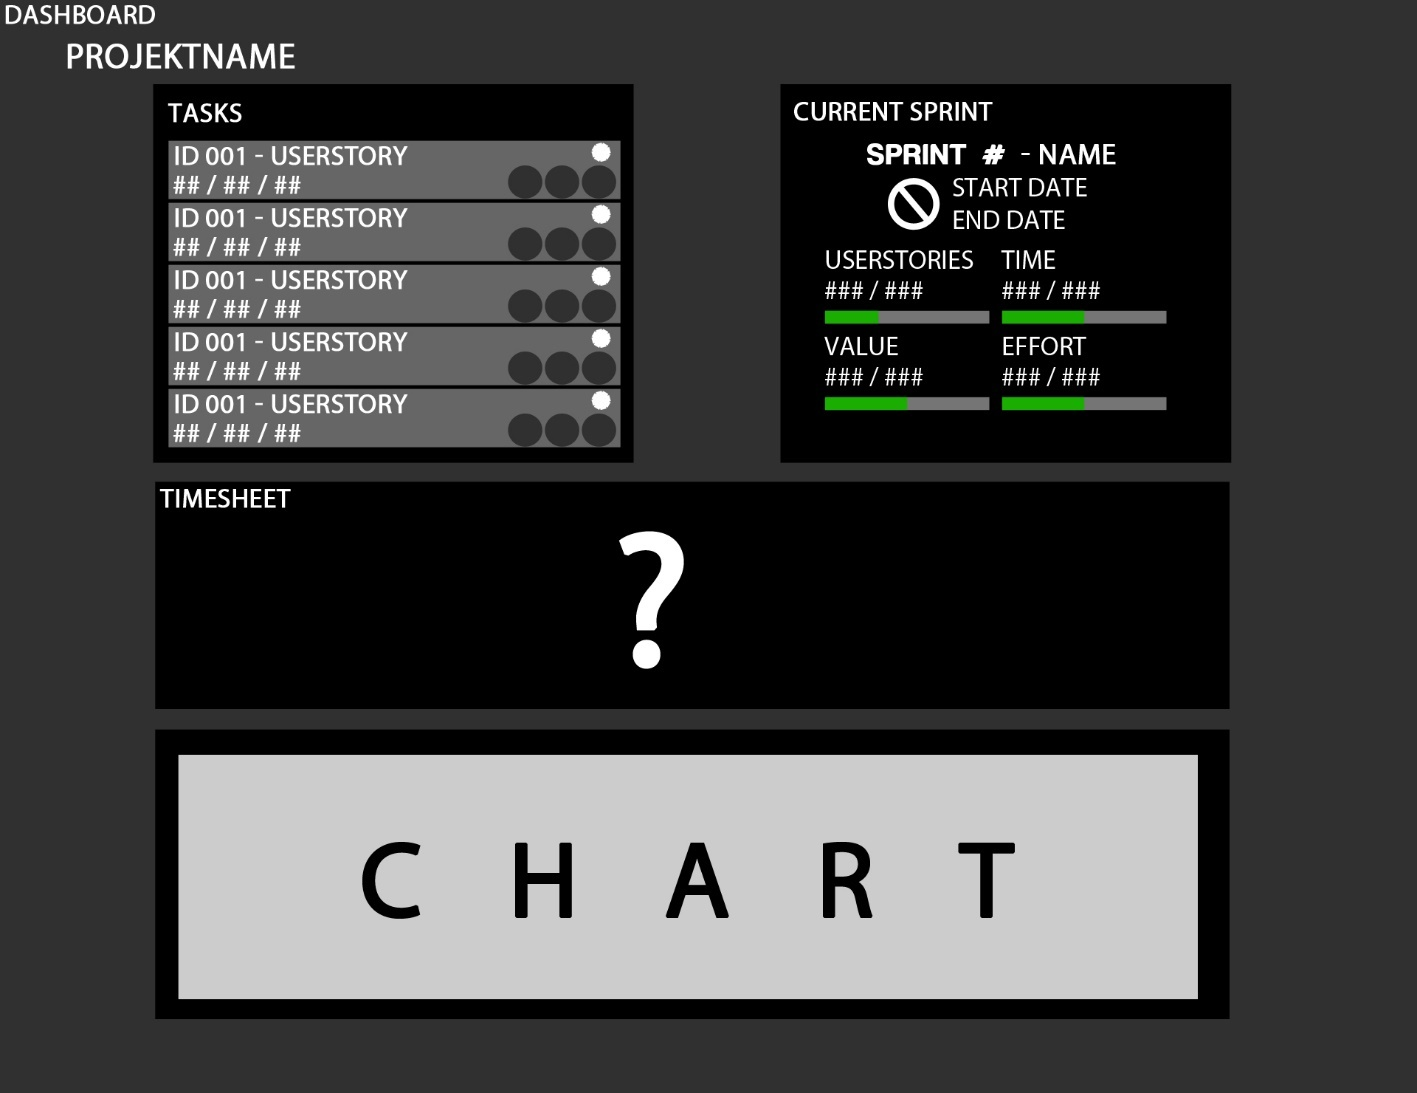 DASHBOARD
PROJEKTNAME
TASKS
ID 001 - USERSTORY
## / ## / ##
ID 001 - USERSTORY
## / ## / ##
ID 001 - USERSTORY
## / ## / ##
ID 001 - USERSTORY
## / ## / ##
ID 001 - USERSTORY
## / ## / ##
CURRENT SPRINT
SPRINT # - NAME
START DATE
END DATE
USERSTORIES TIME
### / ### ### / ###
VALUE EFFORT
### / ### ### / ###
TIMESHEET
?
C H A R T